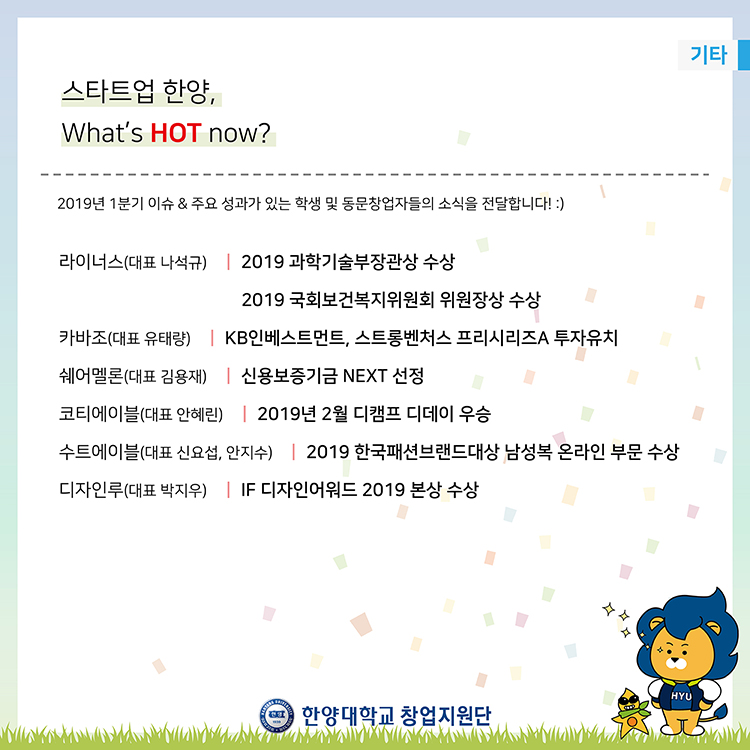 기타
스타트업 한양,
What's HOT now?
2019년 1분기 이슈 & 주요 성과가 있는 학생 및 동문창업자들의 소식을 전달합니다! :)
라이너스(대표 나석규) | 2019 과학기술부장관상 수상
2019 국회보건복지위원회 위원장상 수상
카바조(대표 유태량) | KB인베스트먼트, 스트롱벤처스 프리시리즈A 투자유치
쉐어멜론(대표 김용재) | 신용보증기금 NEXT 선정
코티에이블(대표 안혜린) | 2019년 2월 디캠프 디데이 우승
수트에이블(대표 신요섭, 안지수) | 2019 한국패션브랜드대상 남성복 온라인 부문 수상
디자인루(대표 박지우) | IF 디자인어워드 2019 본상 수상
HYU
한양대학교 창업지원단